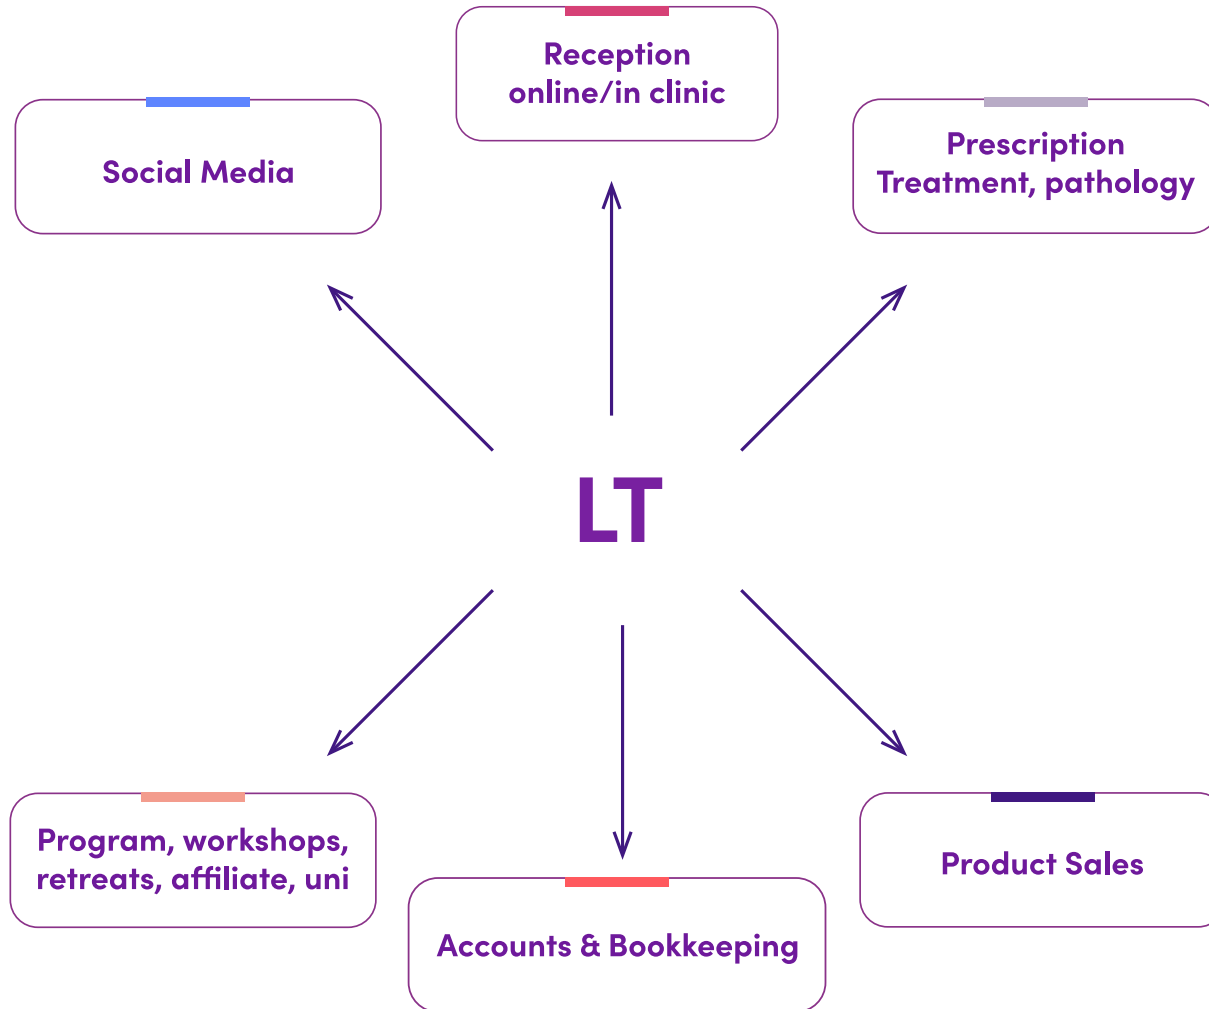 Reception
online/in clinic
Social Media
Prescription
Treatment, pathology
LT
Program, workshops,
retreats, affiliate, uni
Accounts & Bookkeeping
Product Sales